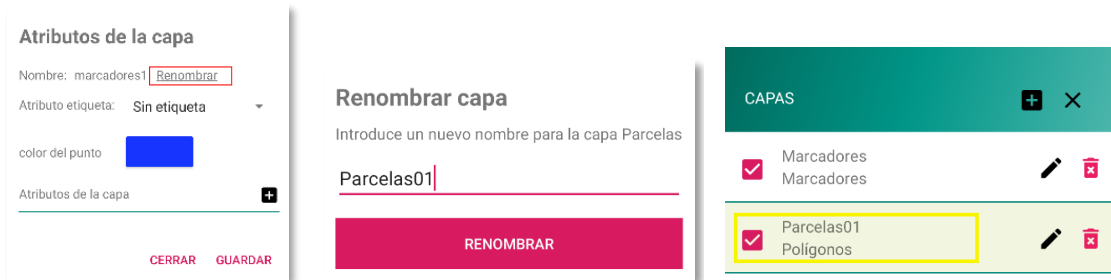 Atributos de la capa
Nombre: marcadores1 Renombrar
Atributo etiqueta: Sin etiqueta
color del punto
Atributos de la capa
CERRAR GUARDAR
Renombrar capa
Introduce un nuevo nombre para la capa Parcelas
Parcelas01
RENOMBRAR
CAPAS
Marcadores
Marcadores
Parcelas01
Polígonos